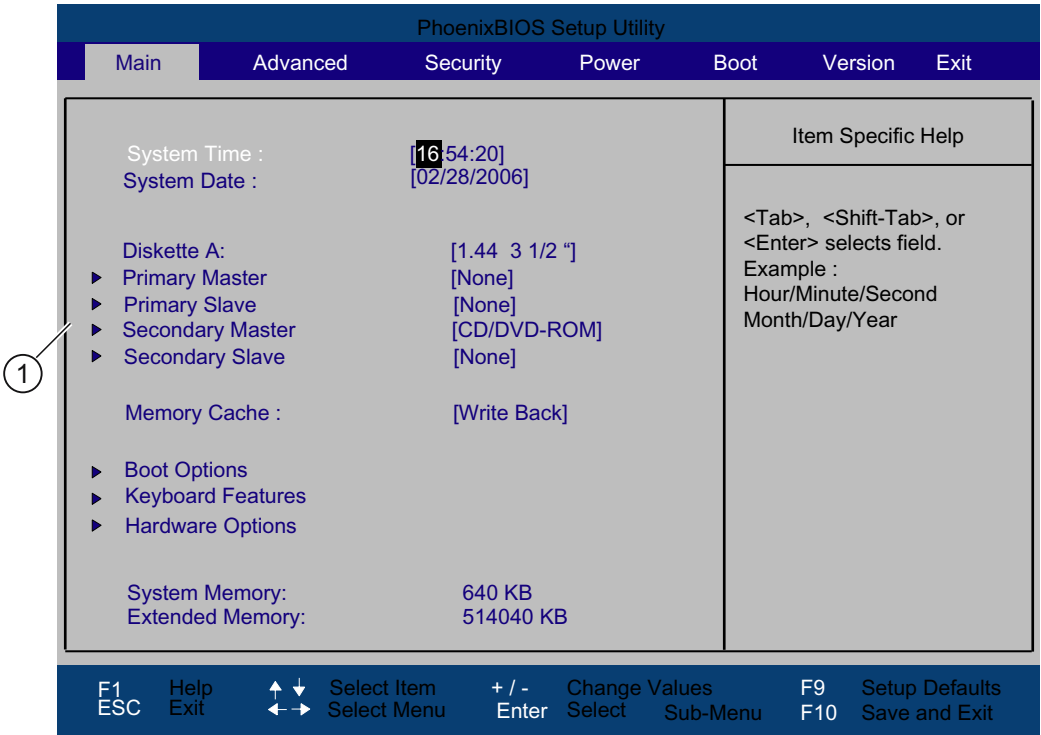 PhoenixBIOS Setup Utility
Main Advanced Security Power Boot Version Exit
System Time : [16:54:20]
System Date : [02/28/2006]
Diskette A: [1.44 3 1/2 “]
Primary Master [None]
Primary Slave [None]
Secondary Master [CD/DVD-ROM]
Secondary Slave [None]
Memory Cache : [Write Back]
Boot Options
Keyboard Features
Hardware Options
System Memory: 640 KB
Extended Memory: 514040 KB
Item Specific Help
<Tab>, <Shift-Tab>, or
<Enter> selects field.
Example :
Hour/Minute/Second
Month/Day/Year
1
F1 Help Select Item + / - Change Values F9 Setup Defaults
ESC Exit Select Menu Enter Select Sub-Menu F10 Save and Exit